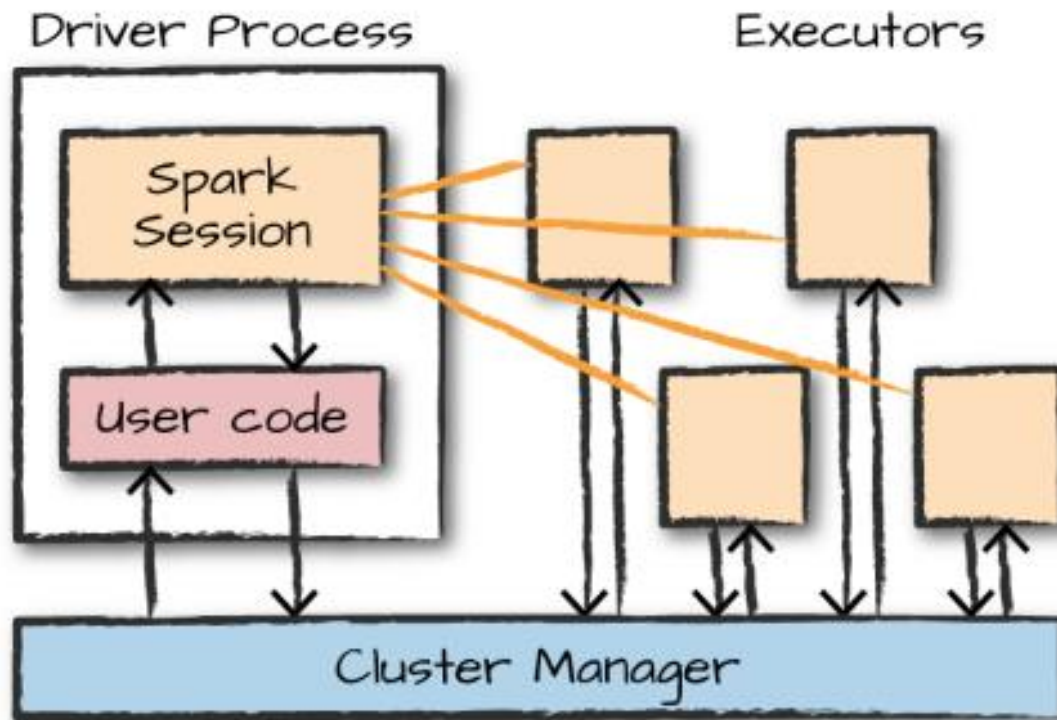 Driver Process
Executors
Spark
Session
User code
Cluster Manager